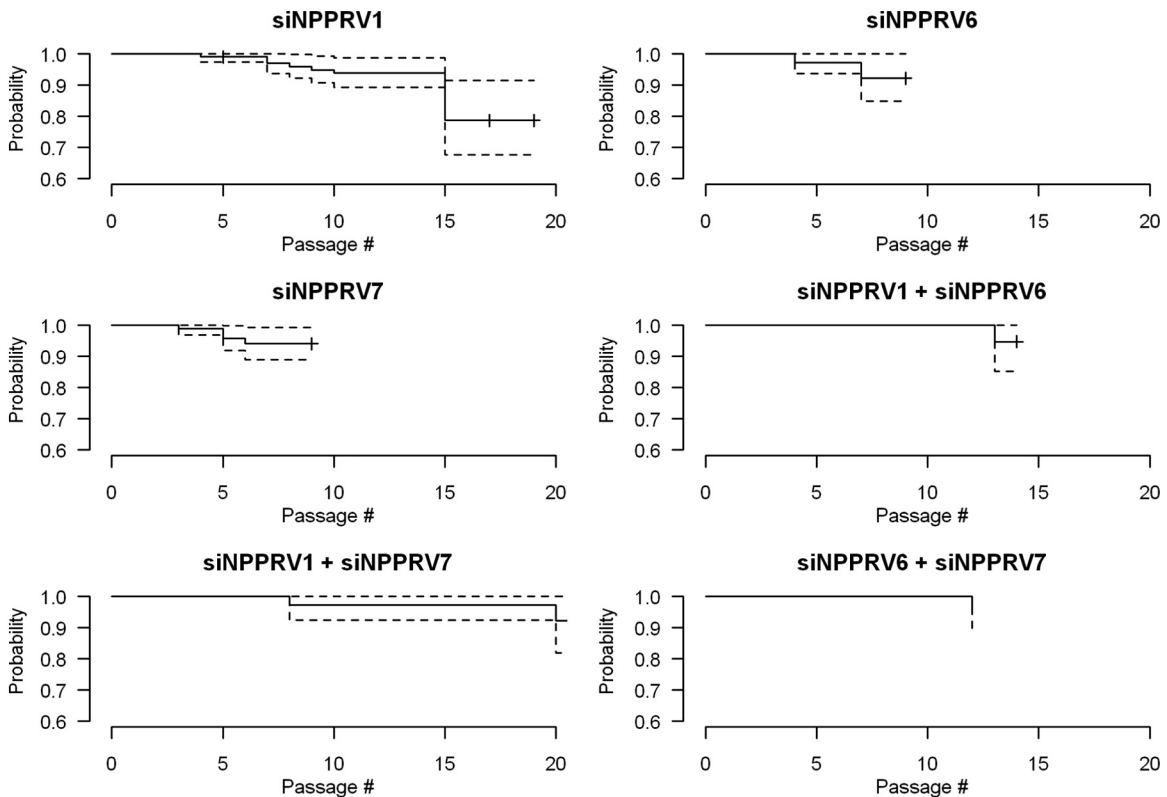 siNPPRV1
Probability
1.0
0.9
0.8
0.7
0.6
0 5 10 15 20
Passage #
siNPPRV6
Probability
1.0
0.9
0.8
0.7
0.6
0 5 10 15 20
Passage #
siNPPRV7
Probability
1.0
0.9
0.8
0.7
0.6
0 5 10 15 20
Passage #
siNPPRV1 + siNPPRV6
Probability
1.0
0.9
0.8
0.7
0.6
0 5 10 15 20
Passage #
siNPPRV1 + siNPPRV7
Probability
1.0
0.9
0.8
0.7
0.6
0 5 10 15 20
Passage #
siNPPRV6 + siNPPRV7
Probability
1.0
0.9
0.8
0.7
0.6
0 5 10 15 20
Passage #